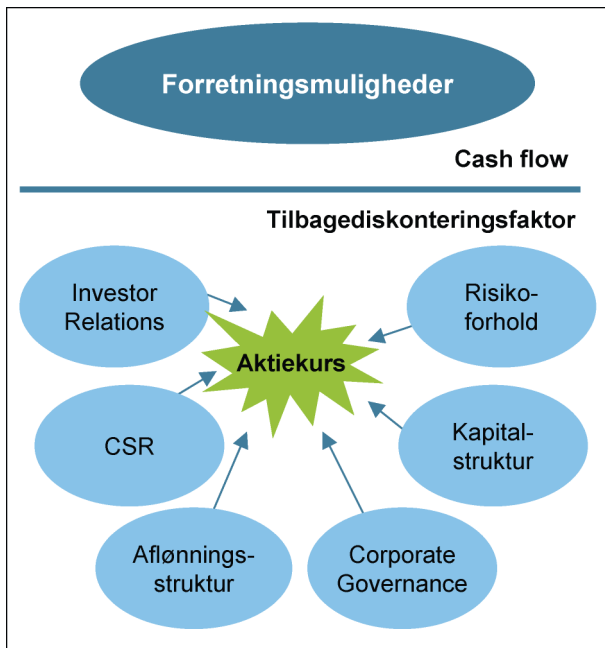 Forretningsmuligheder
Cash flow
Tilbagediskonteringsfaktor
Investor
Relations
Risiko-
forhold
Aktiekurs
CSR
Kapital-
struktur
Aflønnings-
struktur
Corporate
Governance